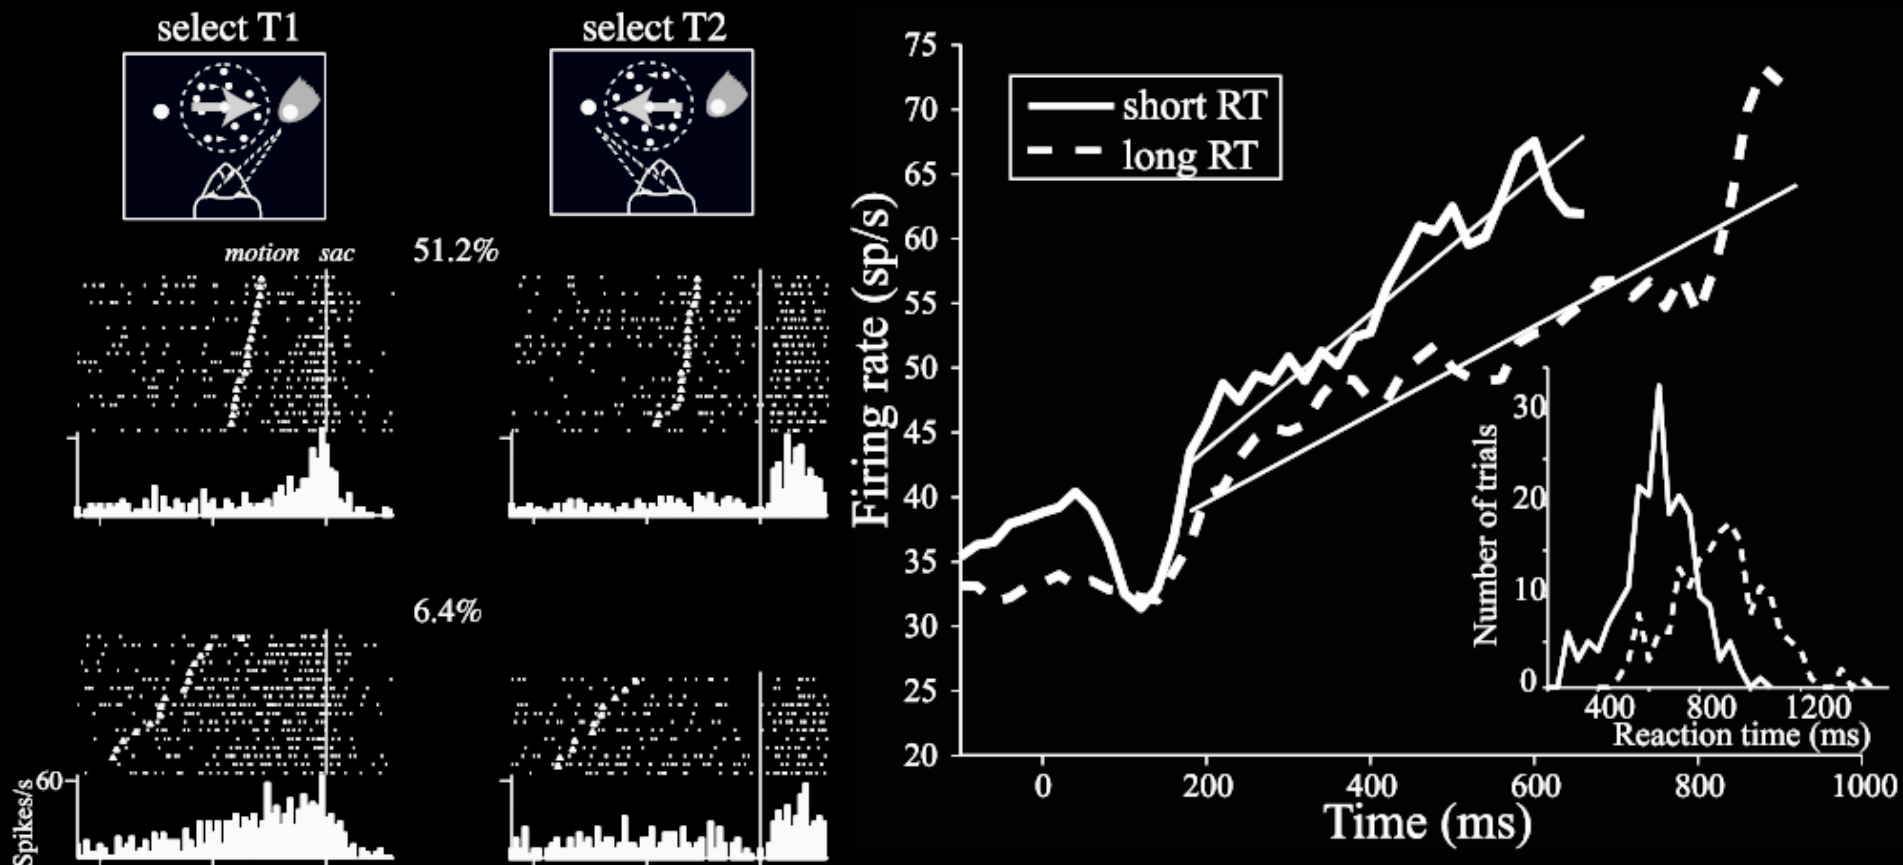 select T1
select T2
motion sac
51.2%
6.4%
60
Spikes/s
75
70
65
60
55
50
45
40
35
30
25
20
Firing rate (sp/s)
short RT
long RT
0 200 400 600 800 1000
Time (ms)
30
20
10
0
Number of trials
400 800 1200
Reaction time (ms)